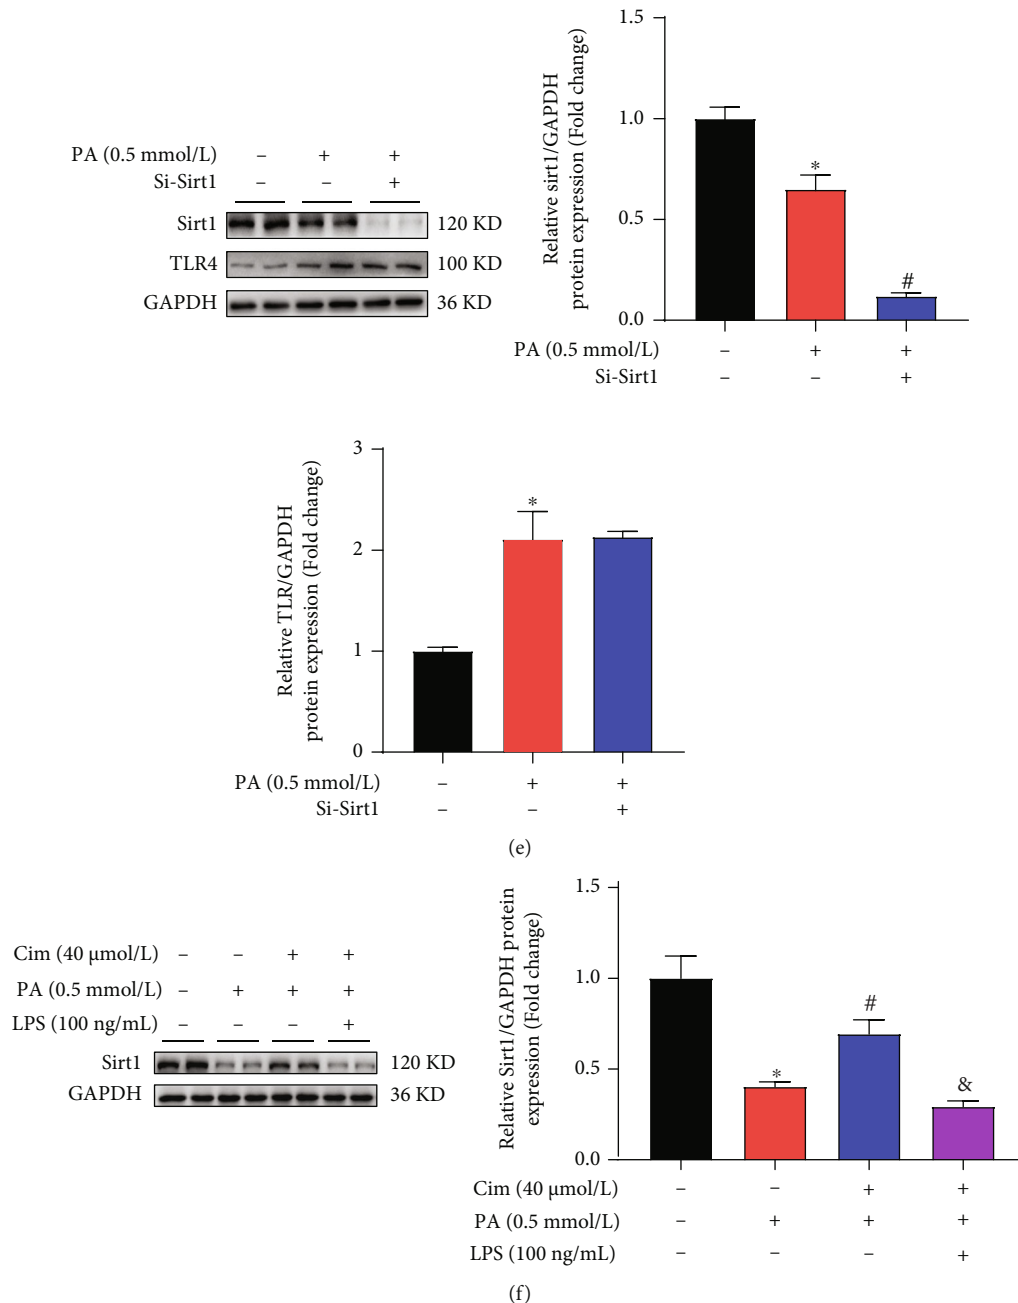 PA (0.5 mmol/L) – + +
Si-Sirt1 – – +
Sirt1 120 KD
TLR4 100 KD
GAPDH 36 KD
Relative sirt1/GAPDH
protein expression (Fold change)
1.5
1.0
0.5
0.0
*
#
PA (0.5 mmol/L) – + +
Si-Sirt1 – – +
Relative TLR/GAPDH
protein expression (Fold change)
3
2
1
0
*
PA (0.5 mmol/L) – + +
Si-Sirt1 – – +
(e)
Cim (40 µmol/L) – – + +
PA (0.5 mmol/L) – + + +
LPS (100 ng/mL) – – – +
Sirt1 120 KD
GAPDH 36 KD
Relative Sirt1/GAPDH protein
expression (Fold change)
1.5
1.0
0.5
0.0
*
#
&
Cim (40 µmol/L) – – + +
PA (0.5 mmol/L) – + + +
LPS (100 ng/mL) – – – +
(f)